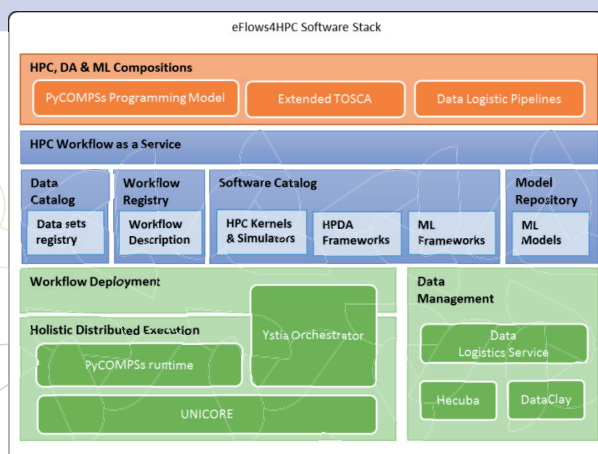 eFlows4HPC Software Stack
HPC, DA & ML Compositions
PyCOMPSs Programming Model
Extended TOSCA
Data Logistic Pipelines
HPC Workflow as a Service
Data
Catalog
Data sets
registry
Workflow
Registry
Workflow
Description
Software Catalog
HPC Kernels
& Simulators
HPDA
Frameworks
ML
Frameworks
Model
Repository
ML
Models
Workflow Deployment
Ystia Orchestrator
Holistic Distributed Execution
PyCOMPSs runtime
UNICORE
Data
Management
Data
Logistics Service
Hecuba
DataClay